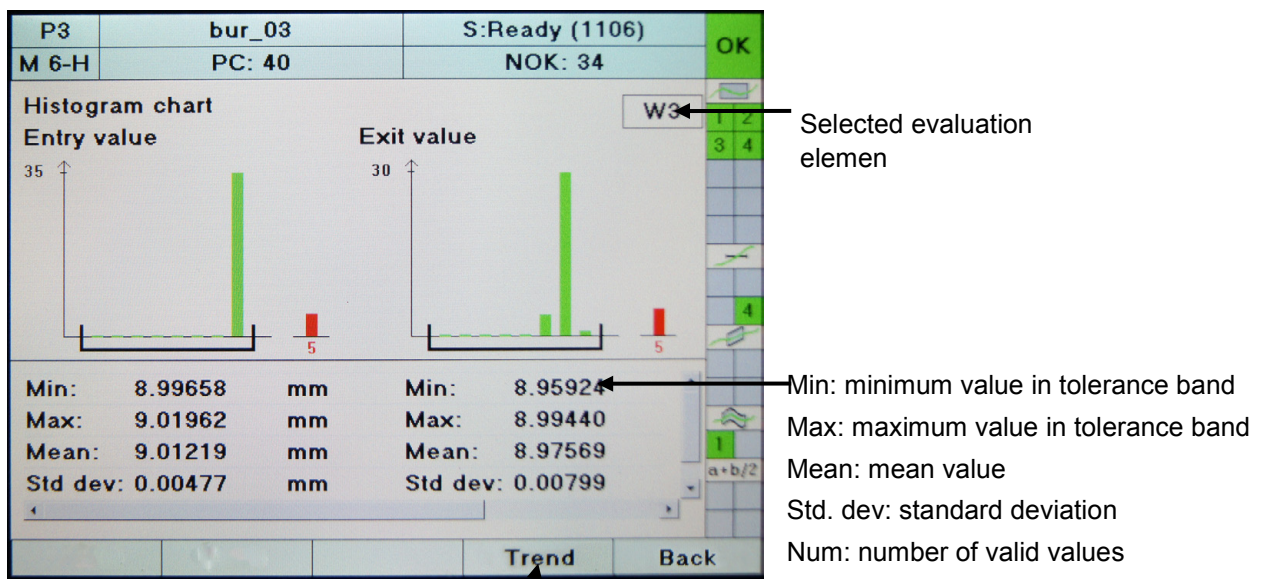 P3 bur_03 S:Ready (1106) OK
M 6-H PC: 40 NOK: 34
Histogram chart W3
Entry value Exit value
1 2
3 4
35 30
4
5 5
Min: 8.99658 mm Min: 8.95924
Max: 9.01962 mm Max: 8.99440
Mean: 9.01219 mm Mean: 8.97569
Std dev: 0.00477 mm Std dev: 0.00799
1
a+b/2
Trend Back
Selected evaluation
elemen
Min: minimum value in tolerance band
Max: maximum value in tolerance band
Mean: mean value
Std. dev: standard deviation
Num: number of valid values